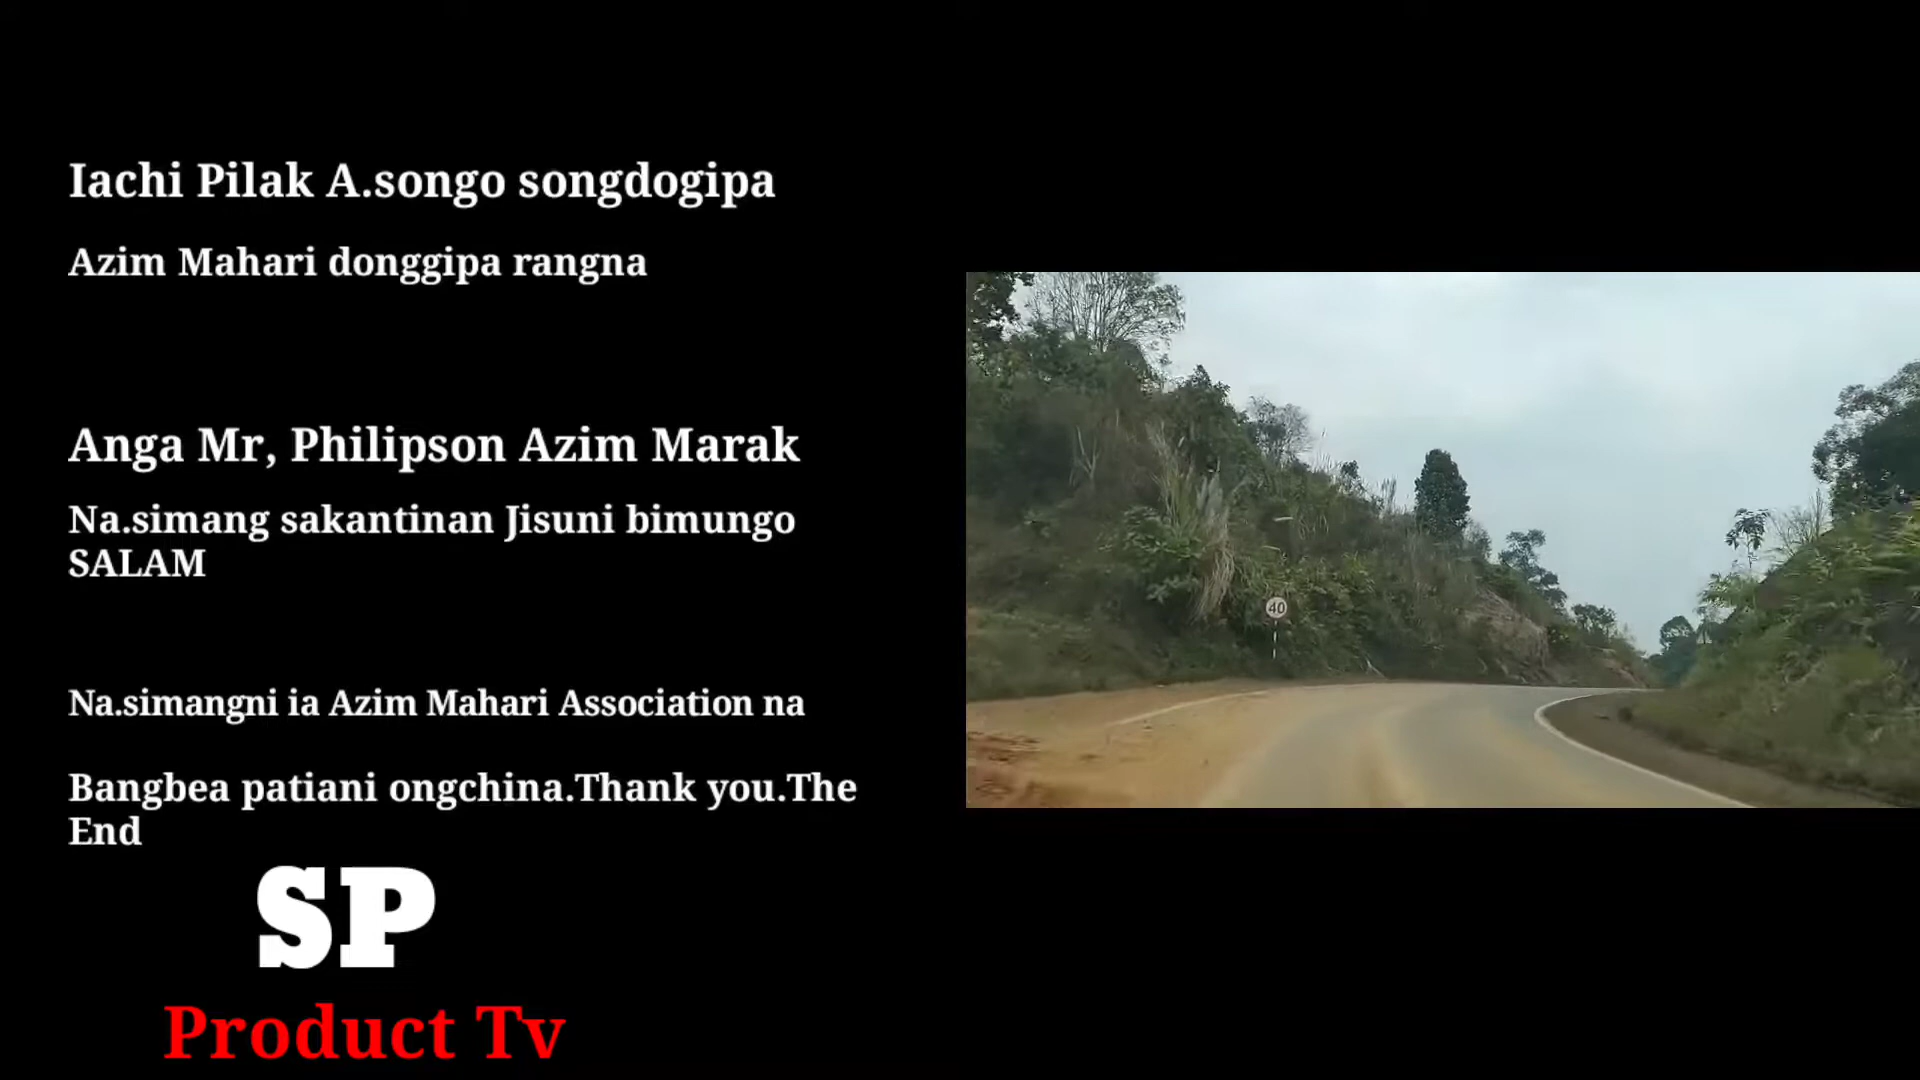 Iachi Pilak A.songo songdogipa
Azim Mahari donggipa rangna
Anga Mr, Philipson Azim Marak
Na.simang sakantinan Jisuni bimungo
SALAM
40
Na.simangni ia Azim Mahari Association na
Bangbea patiani ongchina.Thank you.The
End
SP
Product Tv